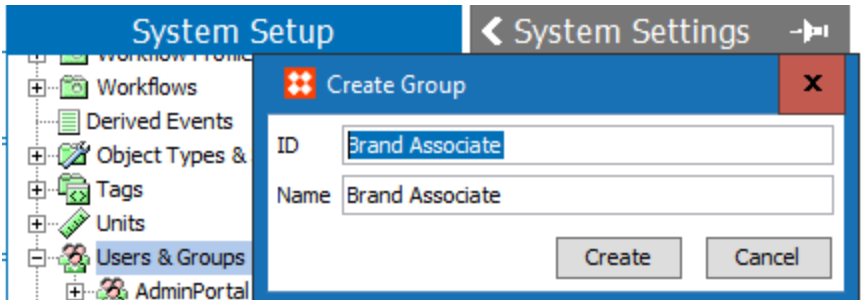 System Setup
System Settings
Workflows
Derived Events
Object Types &
Tags
Units
Users & Groups
AdminPortal
Create Group
x
ID
Brand Associate
Name
Brand Associate
Create
Cancel